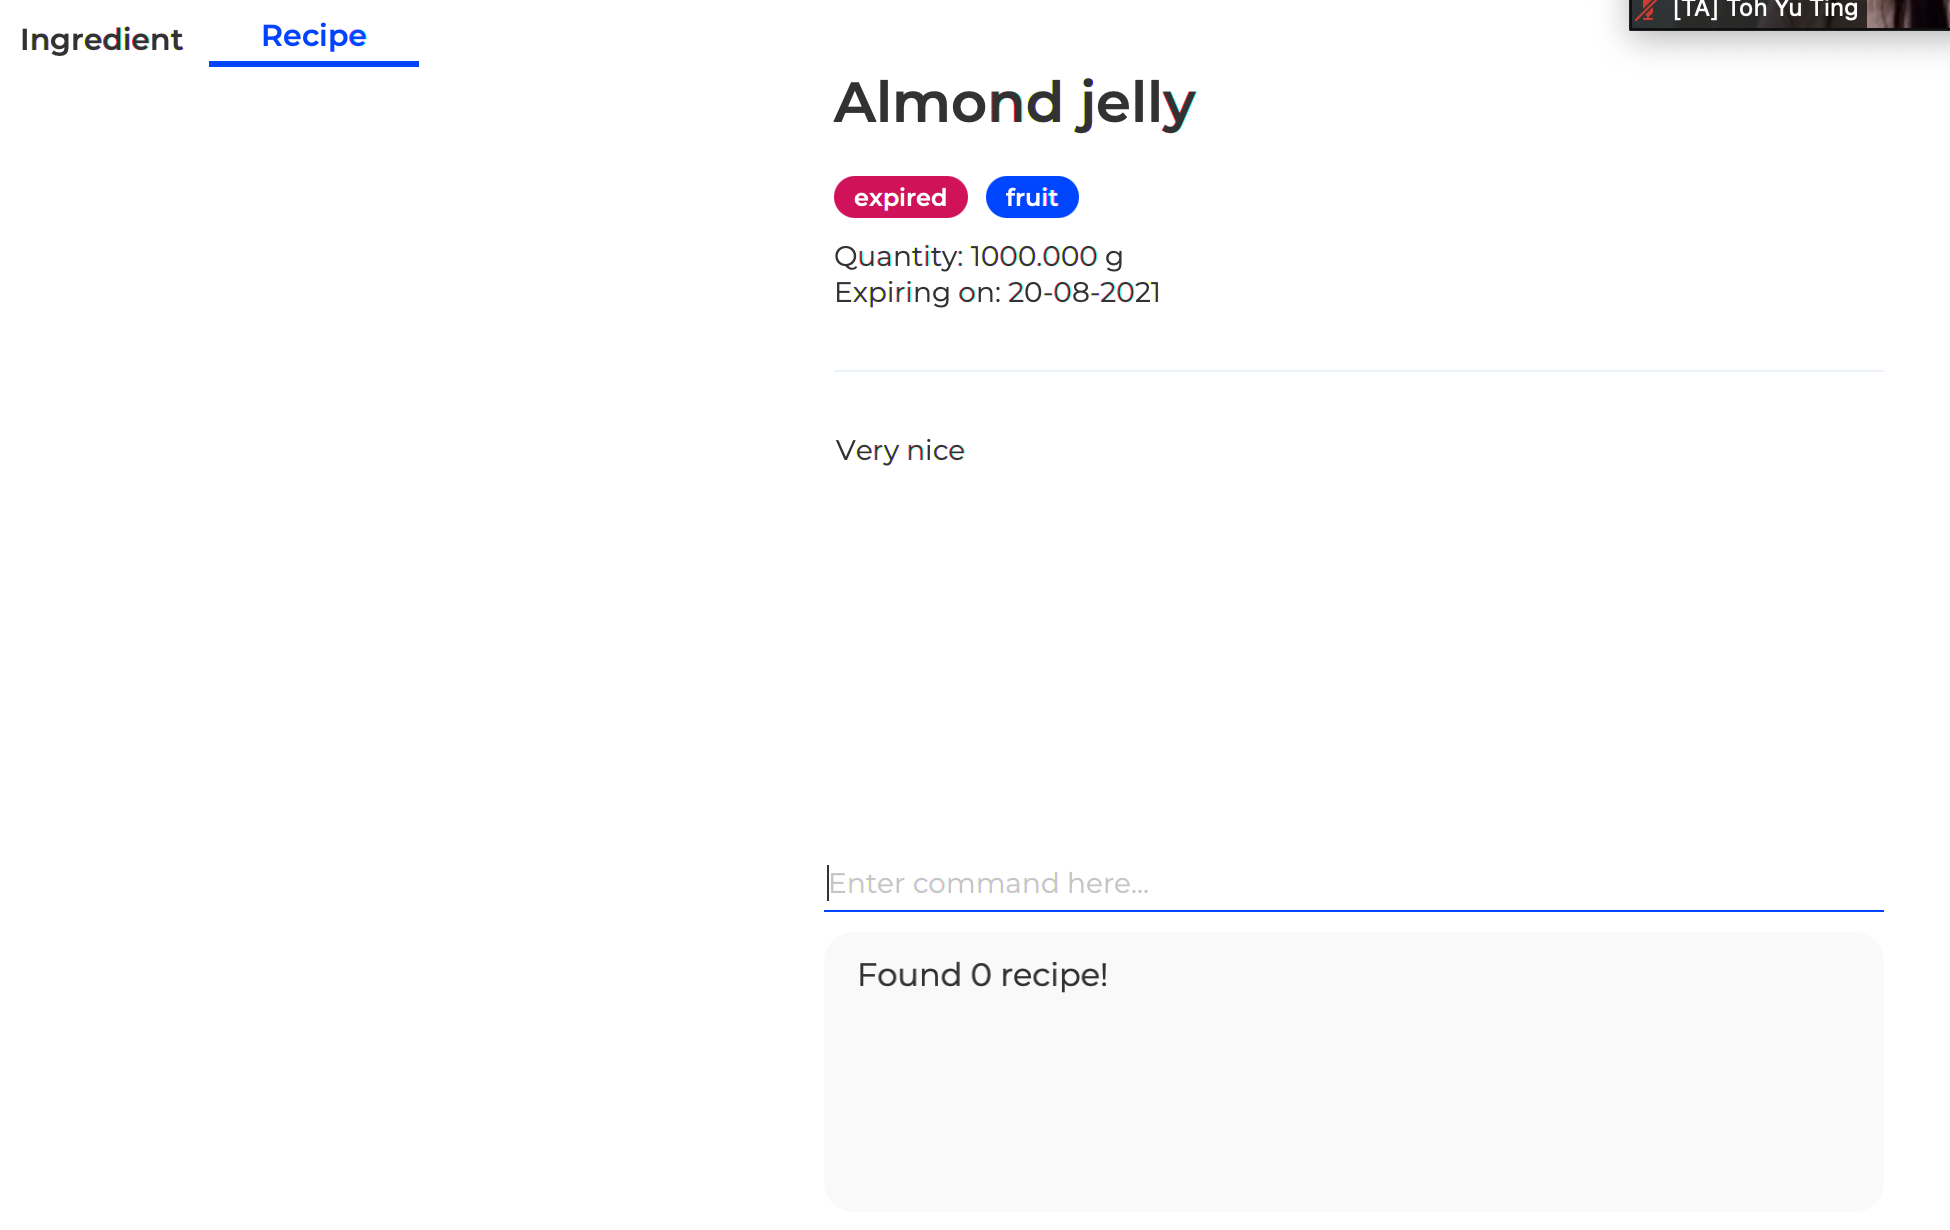 Ingredient
Recipe
[TA] Toh Yu Ting
Almond jelly
expired
fruit
Quantity: 1000.000 g
Expiring on: 20-08-2021
Very nice
Enter command here...
Found 0 recipe!